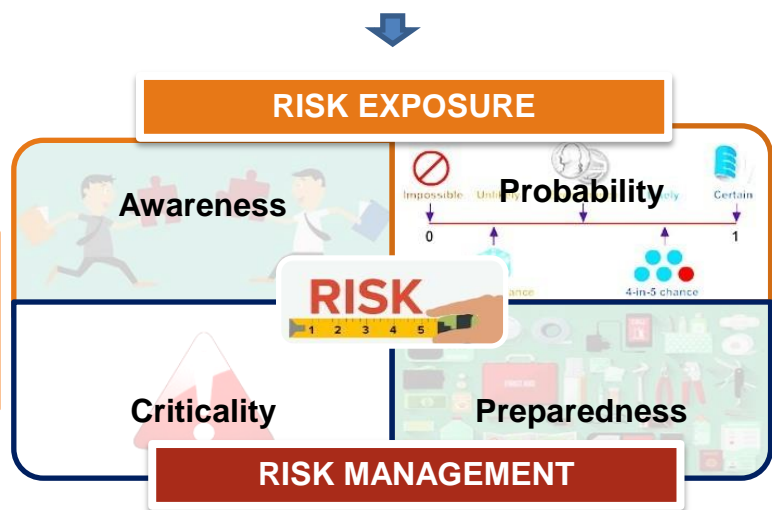 RISK EXPOSURE
Awareness
Probability
Impossible
Certain
0
1
4-in-5 chance
RISK
1 2 3 4 5
Criticality
Preparedness
RISK MANAGEMENT